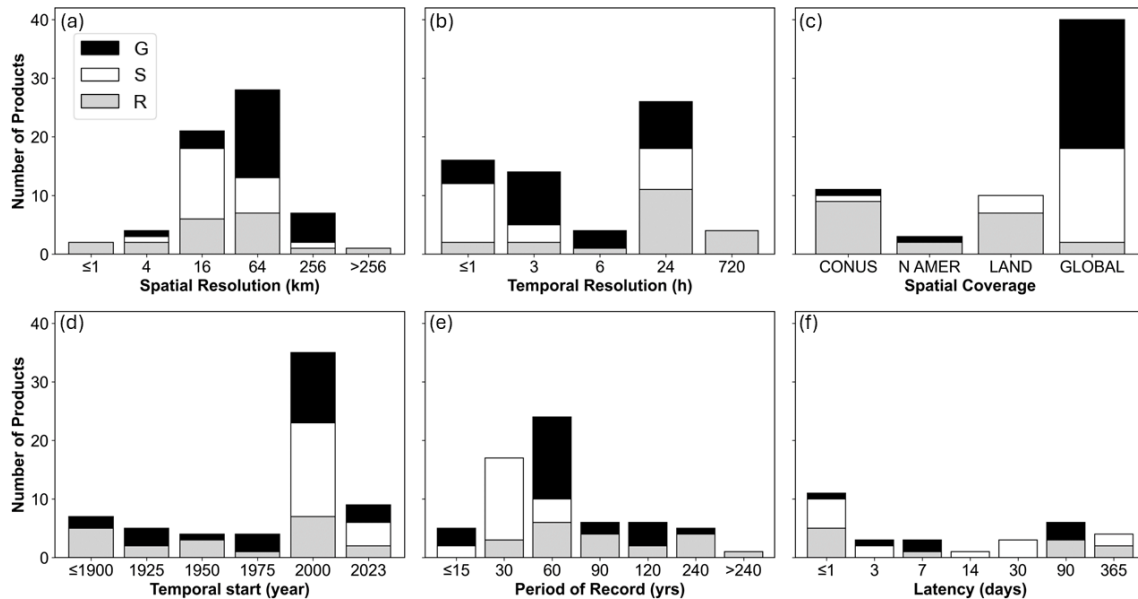 (a)
40
30
20
10
0
Number of Products
G
S
R
≤1 4 16 64 256 >256
Spatial Resolution (km)
(b)
≤1 3 6 24 720
Temporal Resolution (h)
(c)
CONUS N AMER LAND GLOBAL
Spatial Coverage
(d)
40
30
20
10
0
Number of Products
≤1900 1925 1950 1975 2000 2023
Temporal start (year)
(e)
≤15 30 60 90 120 240 >240
Period of Record (yrs)
(f)
≤1 3 7 14 30 90 365
Latency (days)